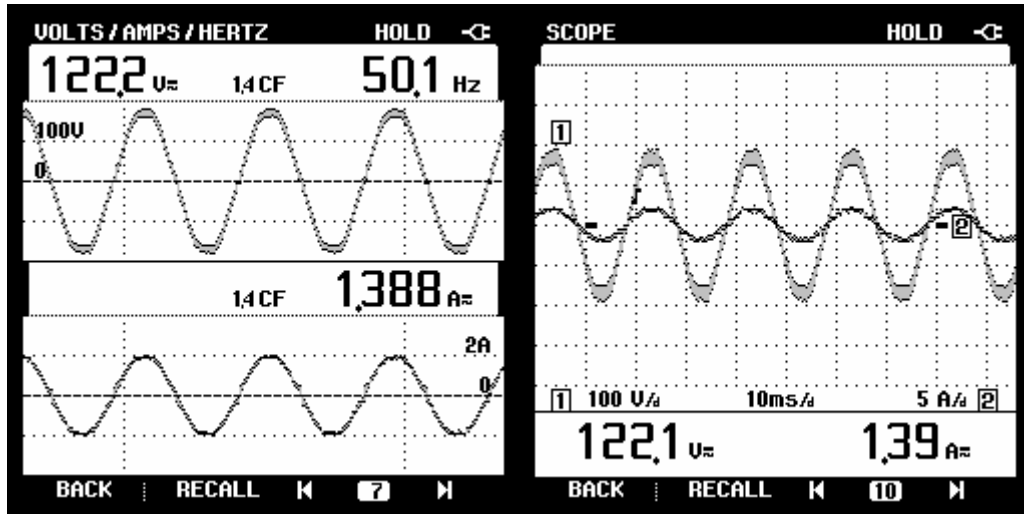 VOLTS/AMPS/HERTZ HOLD
122.2 V≂ 1.4 CF 50.1 Hz
100V
0
1.4 CF 1.388 A≂
2A
0
BACK RECALL 7
SCOPE HOLD
1
2
1 100 V/d 10ms/d 5 A/d 2
122.1 V≂ 1.39 A≂
BACK RECALL 10